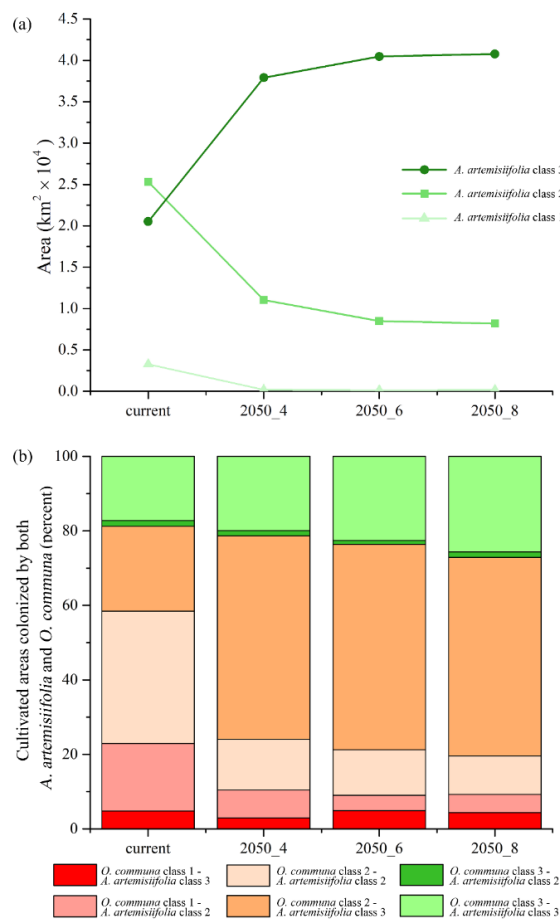 (a)
4.5
4.0
3.5
3.0
2.5
2.0
1.5
1.0
0.5
0.0
Area (km² × 10⁴)
A. artemisiifolia class 3
A. artemisiifolia class 2
A. artemisiifolia class
current 2050_4 2050_6 2050_8
(b)
100
80
60
40
20
0
Cultivated areas colonized by both
A. artemisiifolia and O. communa (percent)
current 2050_4 2050_6 2050_8
O. communa class 1 -
A. artemisiifolia class 3
O. communa class 2 -
A. artemisiifolia class 2
O. communa class 3 -
A. artemisiifolia class 2
O. communa class 1 -
A. artemisiifolia class 2
O. communa class 2 -
A. artemisiifolia class 3
O. communa class 3 -
A. artemisiifolia class